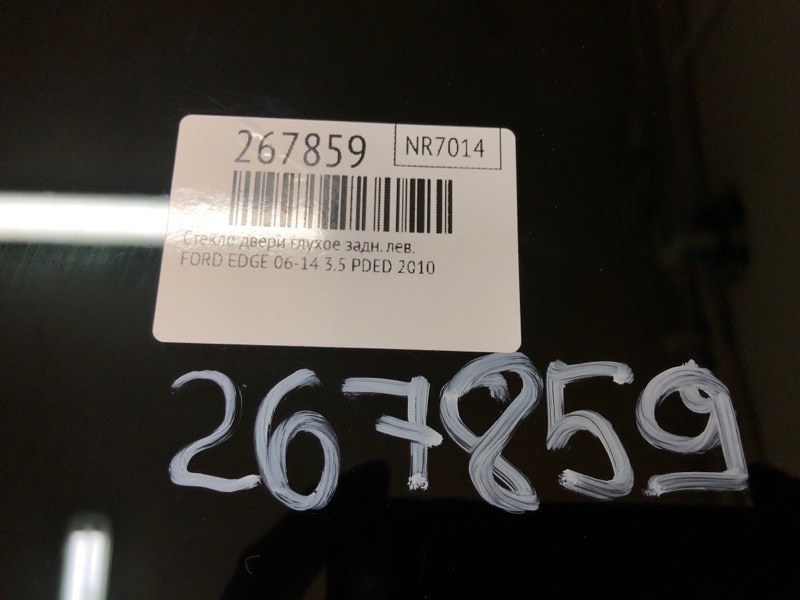 267859
NR7014
Стекло двери глухое задн. лев.
FORD EDGE 06-14 3.5 PDED 2010
267859